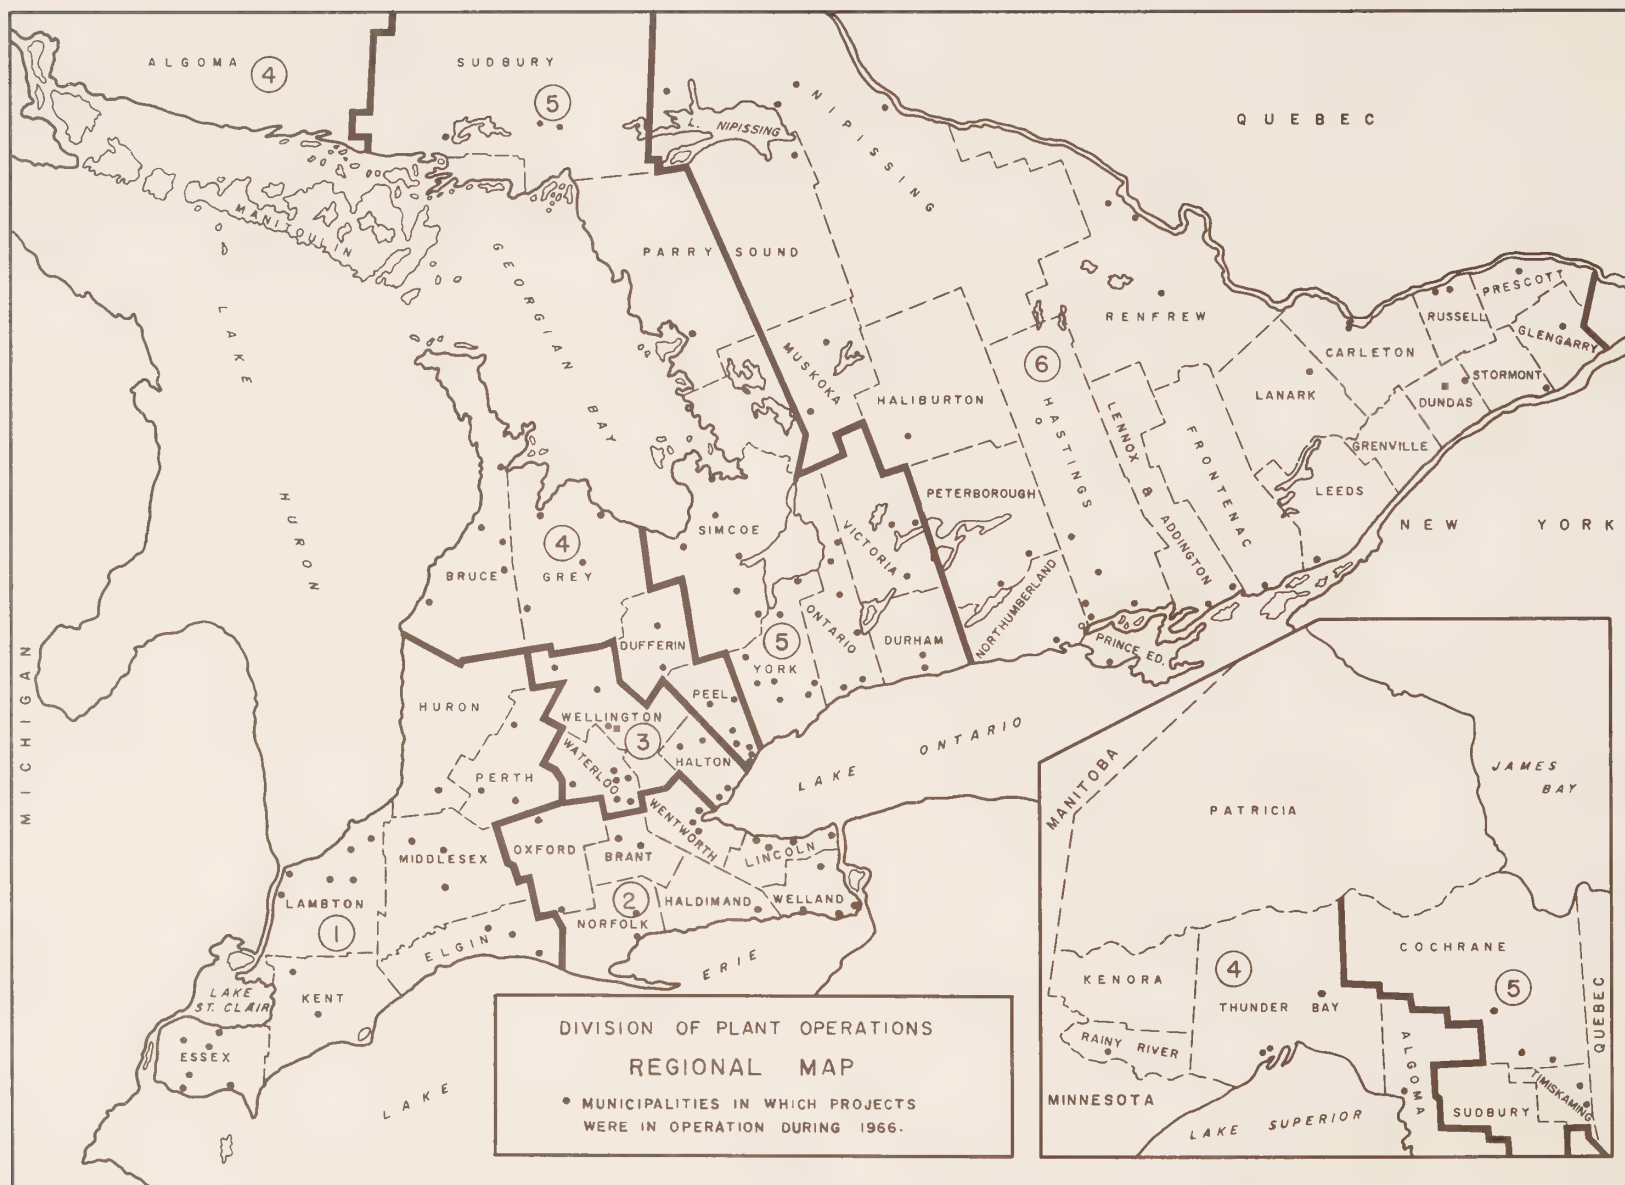 ALGOMA 4
SUDBURY
5
L. NIPISSING
NIPISSING
QUEBEC
MANITOULIN
GEORGIAN BAY
PARRY SOUND
LAKE HURON
MUSKOKA
HALIBURTON
6
HASTINGS
RENFREW
LENNOX & ADDINGTON
FRONTENAC
LANARK
CARLETON
RUSSELL
PRESCOTT
GLENGARRY
STORMONT
DUNDAS
GRENVILLE
LEEDS
NEW YORK
PETERBOROUGH
VICTORIA
SIMCOE
4
BRUCE
GREY
DUFFERIN
5
YORK
ONTARIO
DURHAM
NORTHUMBERLAND
PRINCE ED.
MICHIGAN
HURON
PERTH
WELLINGTON
3
WATERLOO
PEEL
HALTON
WENTWORTH
LAKE ONTARIO
LAMBTON
1
MIDDLESEX
OXFORD
BRANT
2
NORFOLK
HALDIMAND
LINCOLN
WELLAND
ELGIN
KENT
LAKE
ST. CLAIR
ESSEX
LAKE ERIE
DIVISION OF PLANT OPERATIONS
REGIONAL MAP
• MUNICIPALITIES IN WHICH PROJECTS
WERE IN OPERATION DURING 1966.
MANITOBA
PATRICIA
JAMES
BAY
KENORA
4
THUNDER BAY
RAINY RIVER
MINNESOTA
LAKE SUPERIOR
ALGOMA
COCHRANE
5
QUEBEC
TIMISKAMING
SUDBURY